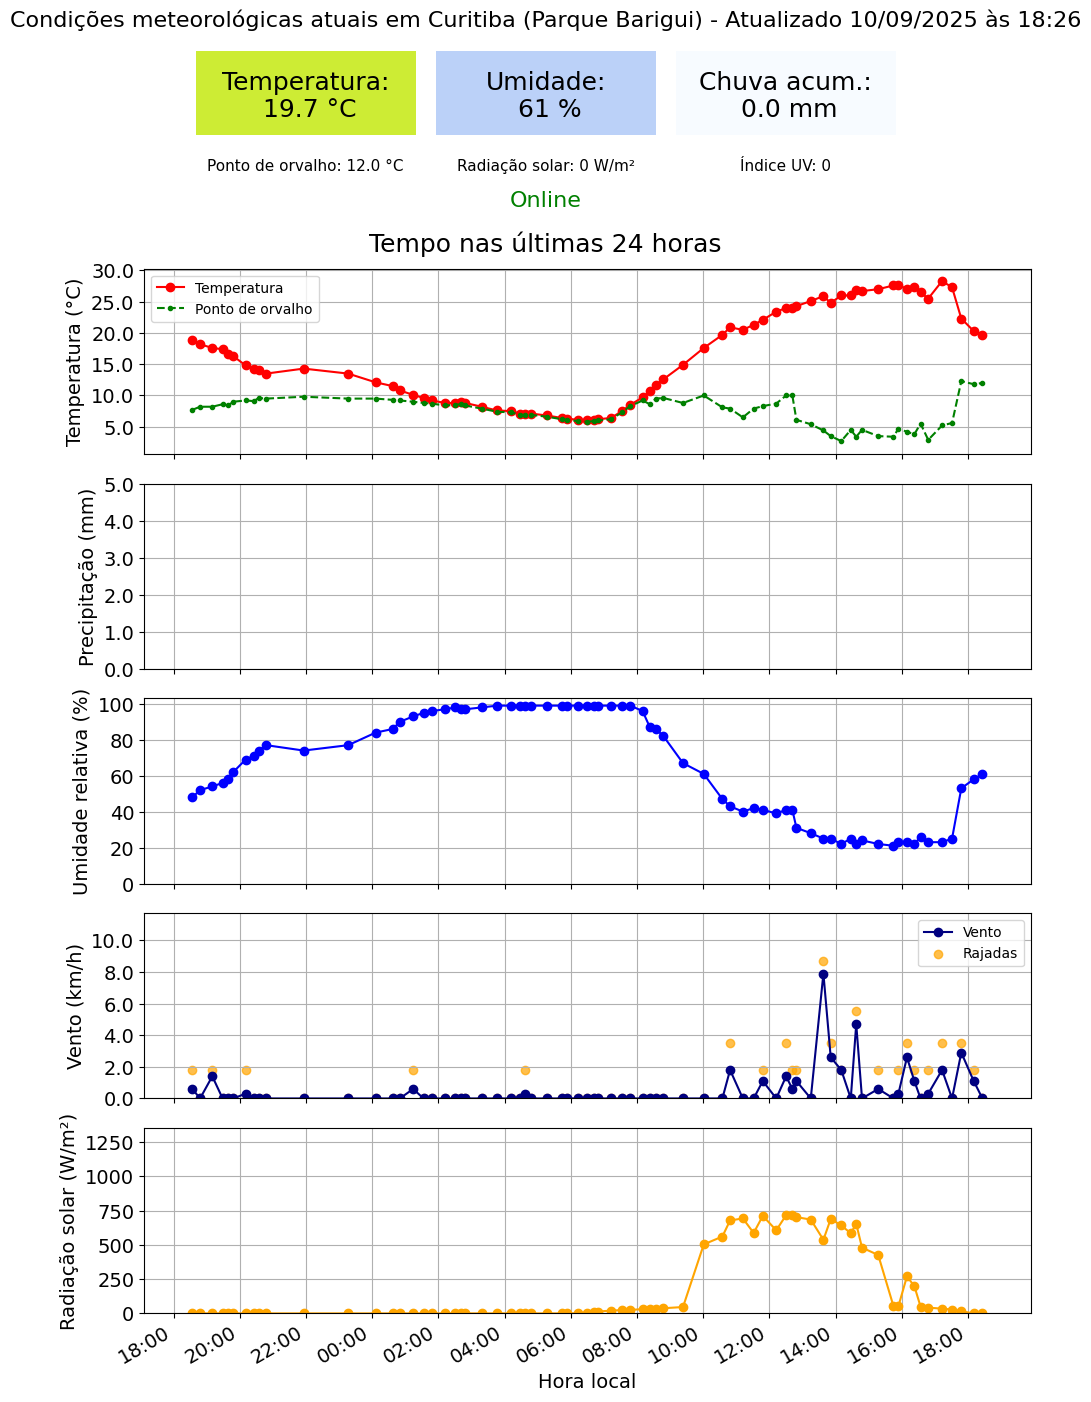 Condições meteorológicas atuais em Curitiba (Parque Barigui) - Atualizado 10/09/2025 às 18:26
Temperatura:
19.7 °C
Umidade:
61 %
Chuva acum.:
0.0 mm
Ponto de orvalho: 12.0 °C
Radiação solar: 0 W/m²
Índice UV: 0
Online
Tempo nas últimas 24 horas
Temperatura (°C)
30.0
25.0
20.0
15.0
10.0
5.0
Temperatura
Ponto de orvalho
Precipitação (mm)
5.0
4.0
3.0
2.0
1.0
0.0
Umidade relativa (%)
100
80
60
40
20
0
Vento (km/h)
10.0
8.0
6.0
4.0
2.0
0.0
Vento
Rajadas
Radiação solar (W/m²)
1250
1000
750
500
250
0
18:00
20:00
22:00
00:00
02:00
04:00
06:00
08:00
10:00
12:00
14:00
16:00
18:00
Hora local